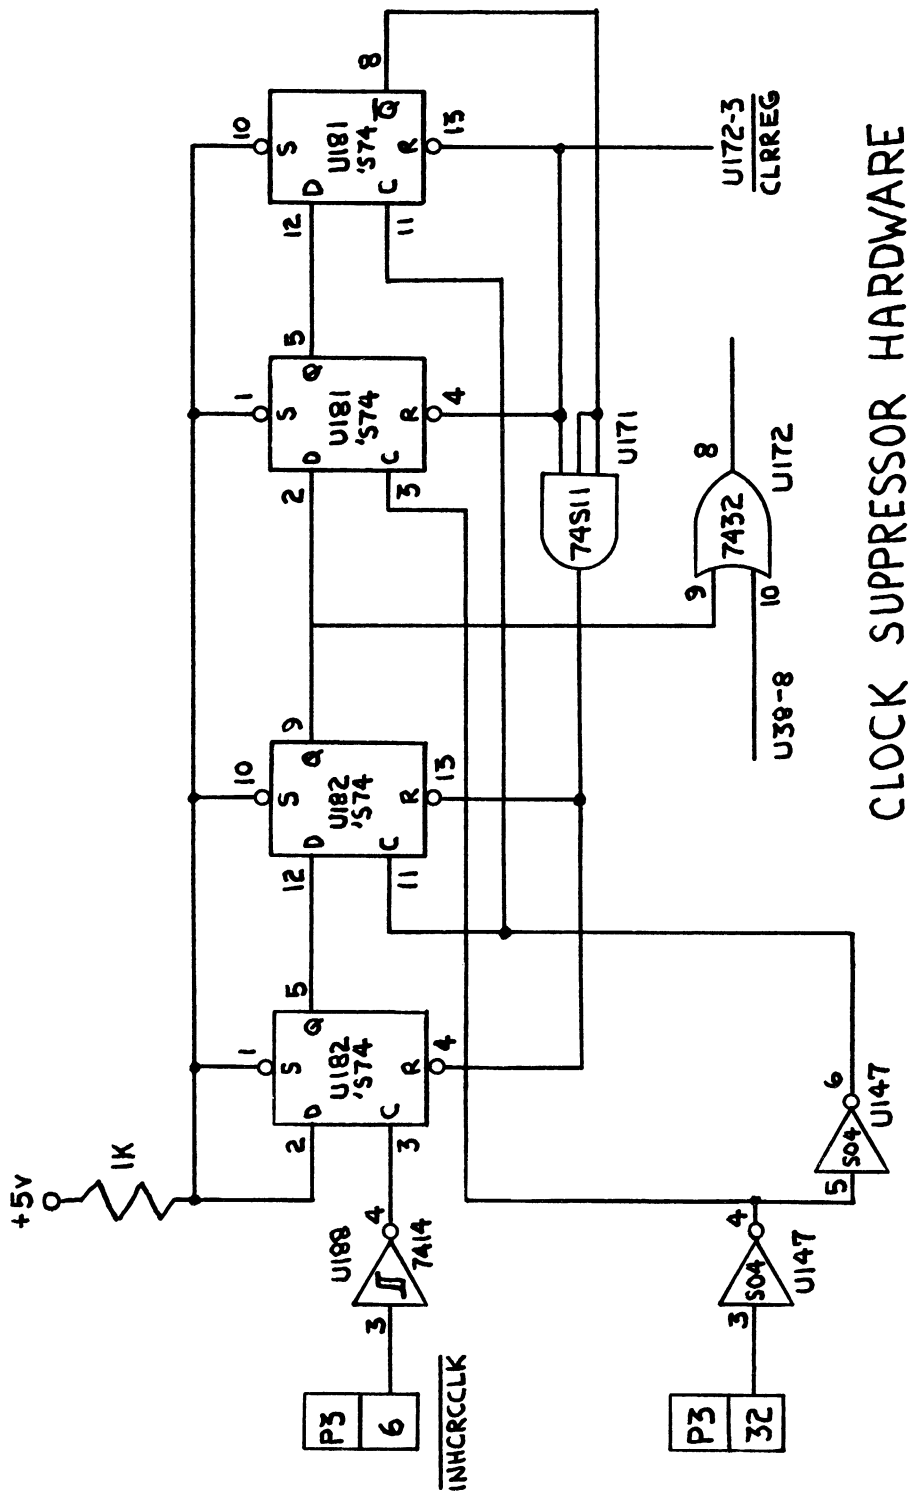 +5V
1K
1
10
1
10
S
U182
'S74
D
Q
C
R
2
5
3
4
S
U182
'S74
D
Q
C
R
12
9
11
13
S
U181
'S74
D
Q
C
R
2
5
3
4
S
U181
'S74
D
Q
C
R
12
8
11
13
P3
6
INHCRCCLK
3
U188
4
7414
74S11
U171
U172-3
CLRREG
9
10
7432
8
U172
U38-8
P3
32
3
S04
4
U147
5
S04
6
U147
CLOCK SUPPRESSOR HARDWARE